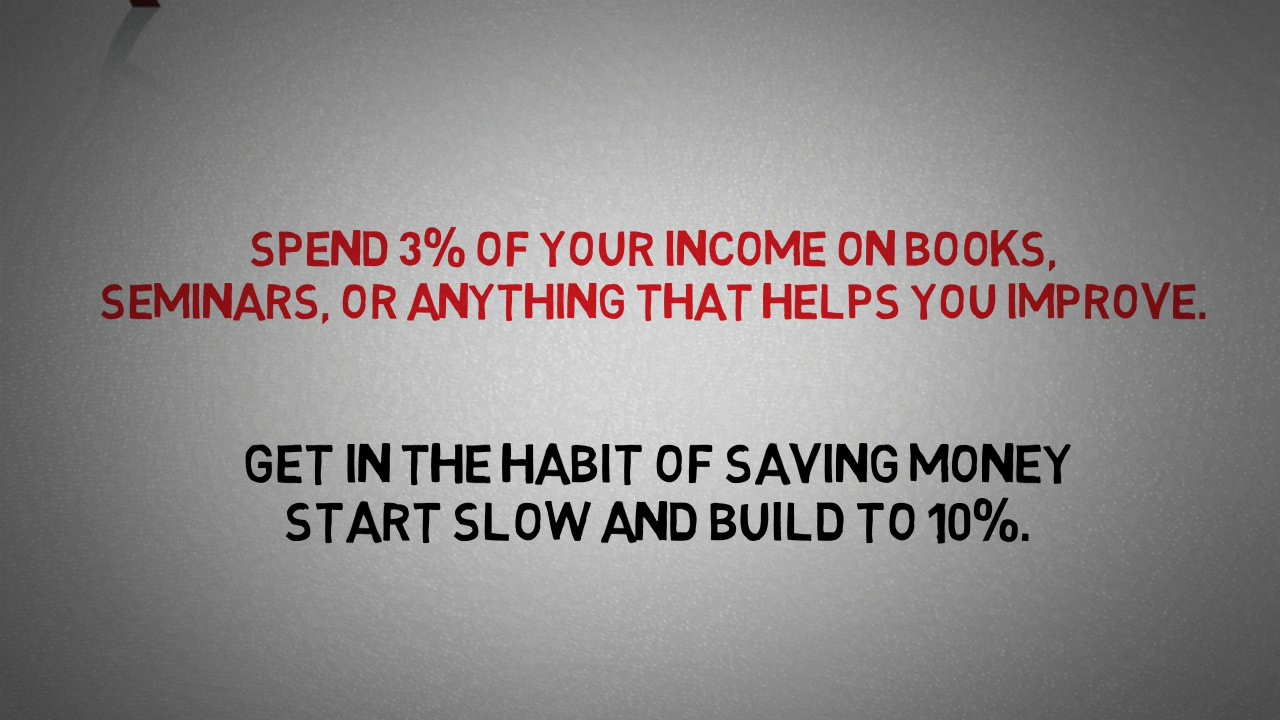 SPEND 3% OF YOUR INCOME ON BOOKS,
SEMINARS, OR ANYTHING THAT HELPS YOU IMPROVE.
GET IN THE HABIT OF SAVING MONEY
START SLOW AND BUILD TO 10%.